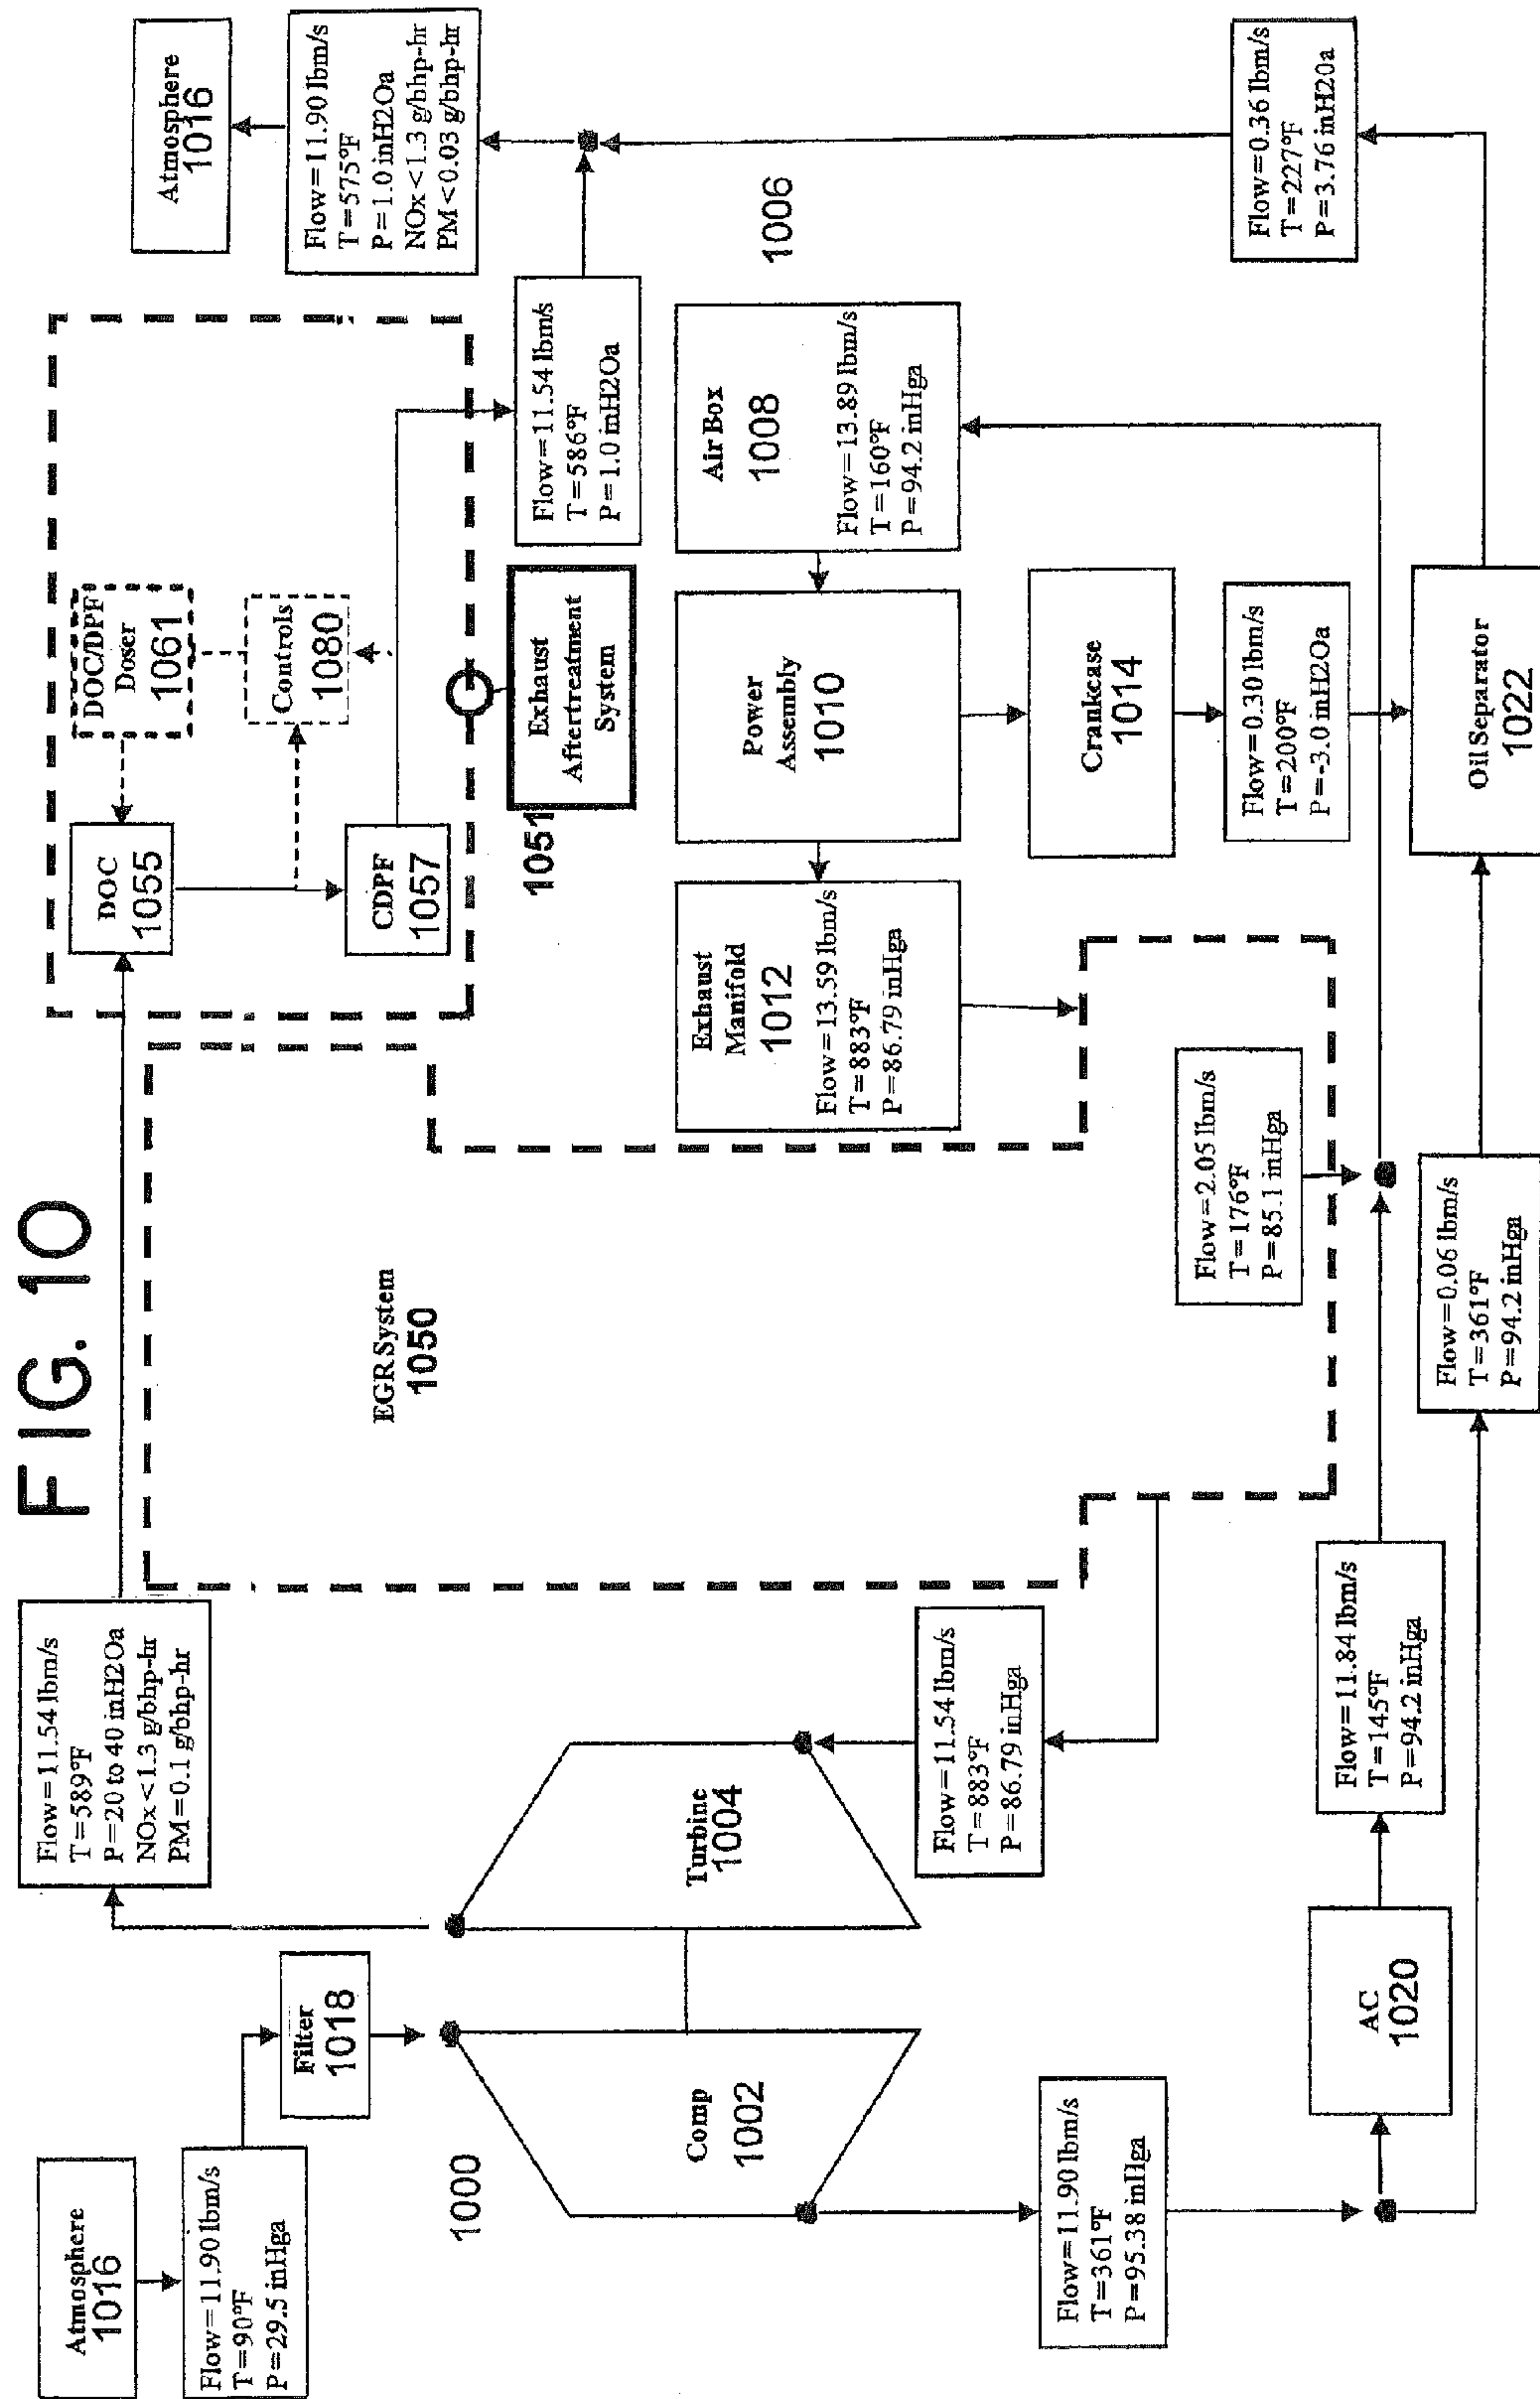 FIG. 10
Atmosphere
1016
Flow=11.90 lbm/s
T=90°F
P=29.5 inHga
Filter
1018
1000
Comp
1002
Flow=11.90 lbm/s
T=361°F
P=95.38 inHga
Turbine
1004
Flow=11.54 lbm/s
T=589°F
P=20 to 40 inH2Oa
NOx<1.3 g/bhp-hr
PM=0.1 g/bhp-hr
Flow=11.54 lbm/s
T=883°F
P=86.79 inHga
AC
1020
Flow=11.84 lbm/s
T=145°F
P=94.2 inHga
Flow=0.06 lbm/s
T=361°F
P=94.2 inHga
EGR System
1050
Flow=2.05 lbm/s
T=176°F
P=85.1 inHga
DOC
1055
CDPF
1057
DOC/DPF
Doser
1061
Controls
1080
1051
Exhaust
Aftertreatment
System
Exhaust
Manifold
1012
Flow=13.59 lbm/s
T=883°F
P=86.79 inHga
Power
Assembly
1010
Air Box
1008
Flow=13.89 lbm/s
T=160°F
P=94.2 inHga
Crankcase
1014
Flow=0.30 lbm/s
T=200°F
P=-3.0 inH2Oa
Oil Separator
1022
Flow=11.54 lbm/s
T=586°F
P=1.0 inH2Oa
1006
Flow=0.36 lbm/s
T=227°F
P=3.76 inH20a
Flow=11.90 lbm/s
T=575°F
P=1.0 inH2Oa
NOx<1.3 g/bhp-hr
PM<0.03 g/bhp-hr
Atmosphere
1016